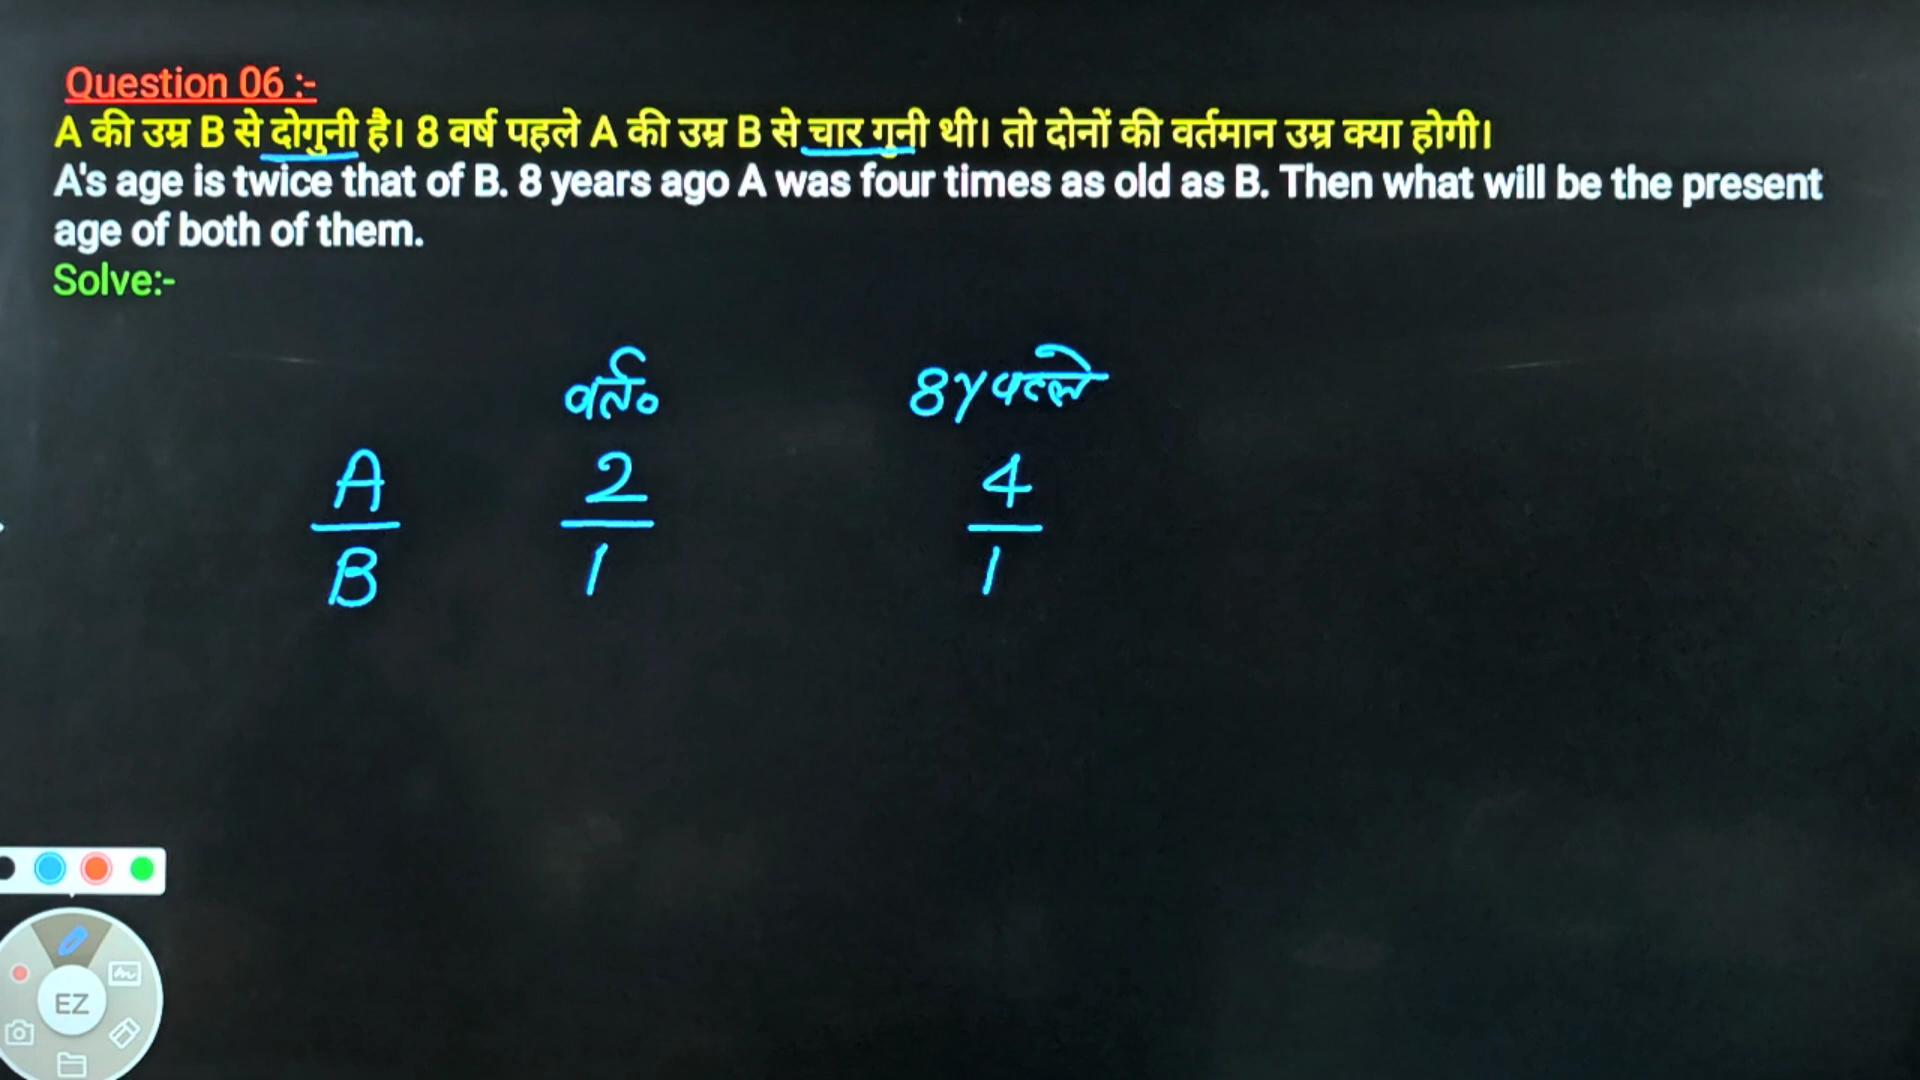 Question 06 :-
A की उम्र B से दोगुनी है। 8 वर्ष पहले A की उम्र B से चार गुनी थी। तो दोनों की वर्तमान उम्र क्या होगी।
A's age is twice that of B. 8 years ago A was four times as old as B. Then what will be the present
age of both of them.
Solve:-
वर्त० 8y पहले
A 2 4
B 1 1
EZ